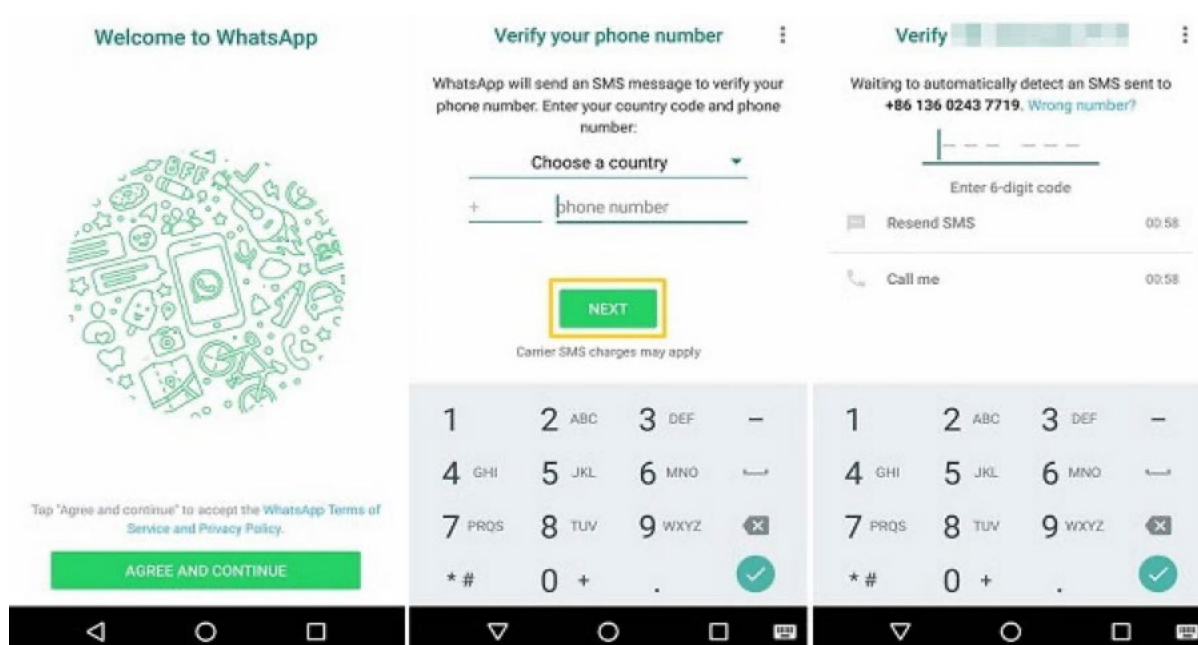 Welcome to WhatsApp
Tap "Agree and continue" to accept the WhatsApp Terms of
Service and Privacy Policy.
AGREE AND CONTINUE
Verify your phone number
WhatsApp will send an SMS message to verify your
phone number. Enter your country code and phone
number:
Choose a country
+ phone number
NEXT
Carrier SMS charges may apply
1 2 ABC 3 DEF –
4 GHI 5 JKL 6 MNO
7 PRQS 8 TUV 9 WXYZ
* # 0 + .
Verify
Waiting to automatically detect an SMS sent to
+86 136 0243 7719. Wrong number?
Enter 6-digit code
Resend SMS 00:58
Call me 00:58
1 2 ABC 3 DEF –
4 GHI 5 JKL 6 MNO
7 PRQS 8 TUV 9 WXYZ
* # 0 + .